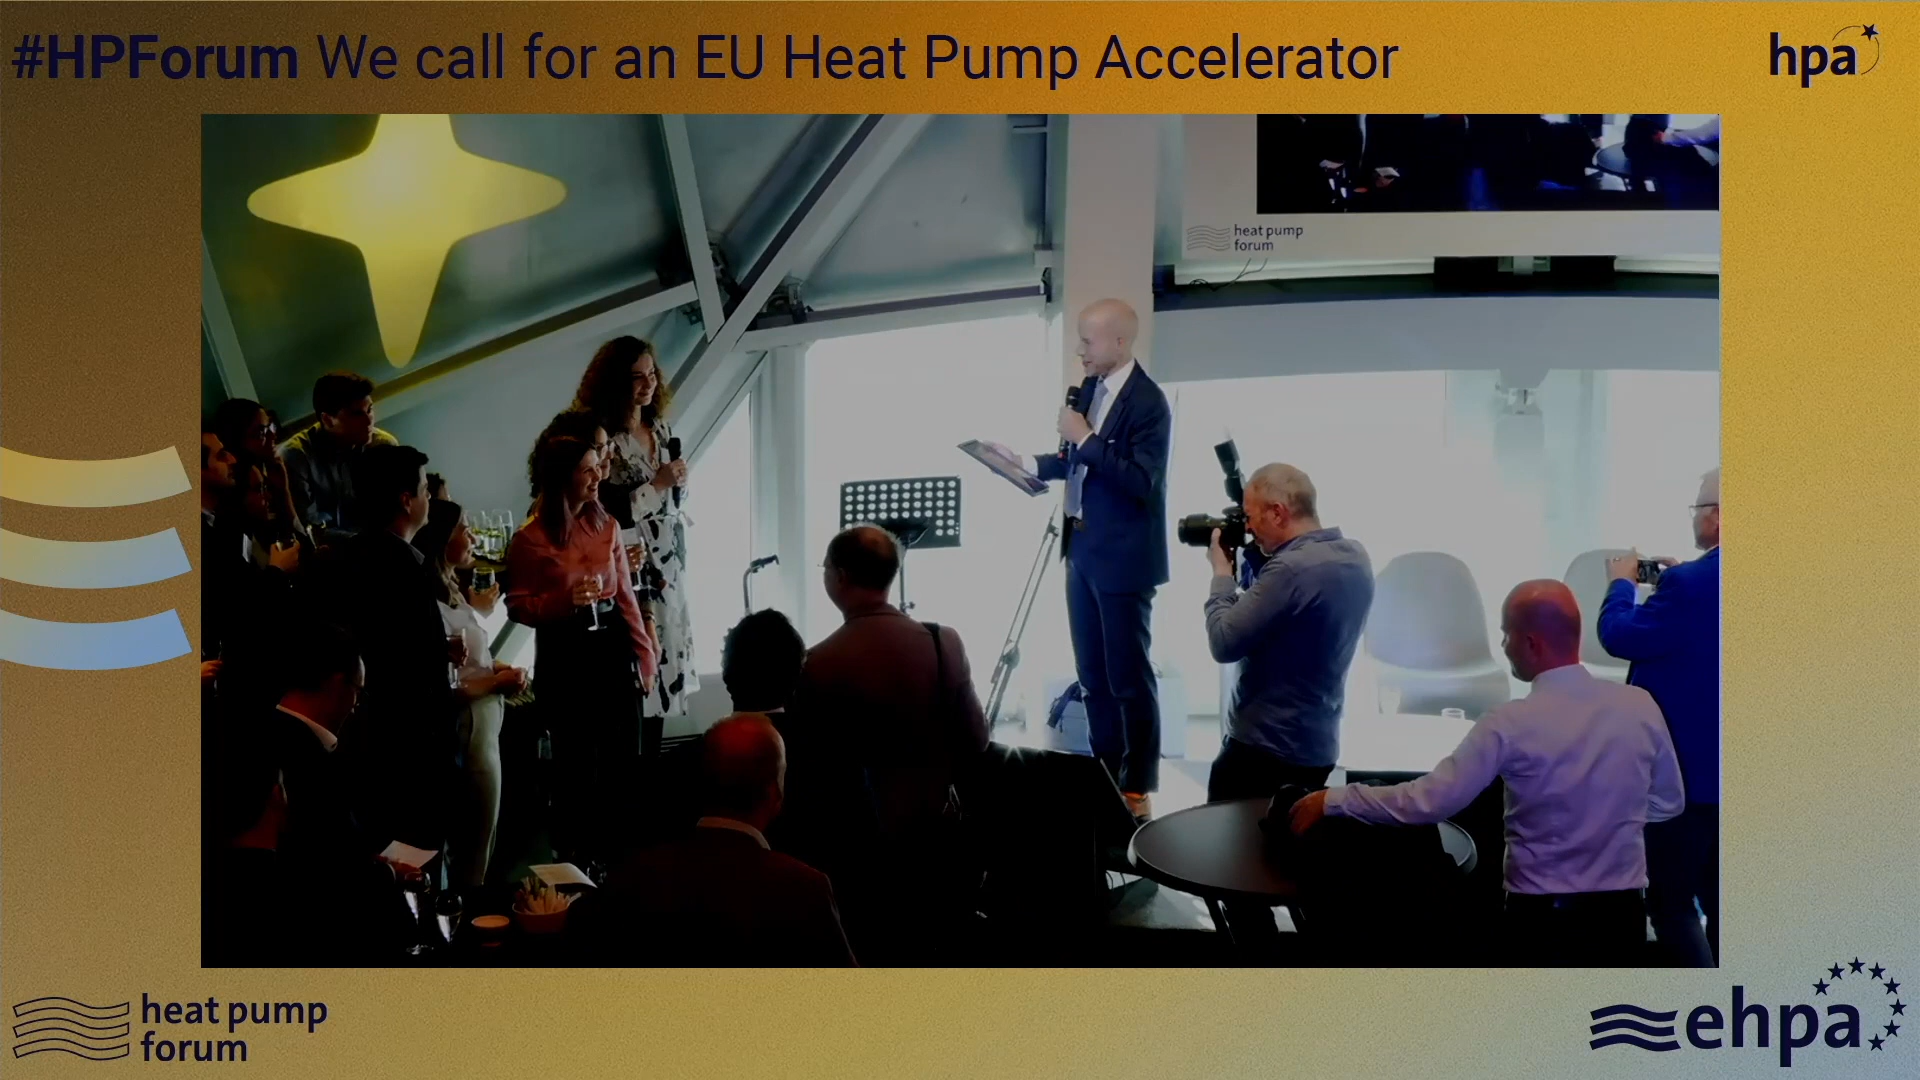 #HPForum We call for an EU Heat Pump Accelerator
hpa
heat pump
forum
heat pump
forum
ehpa